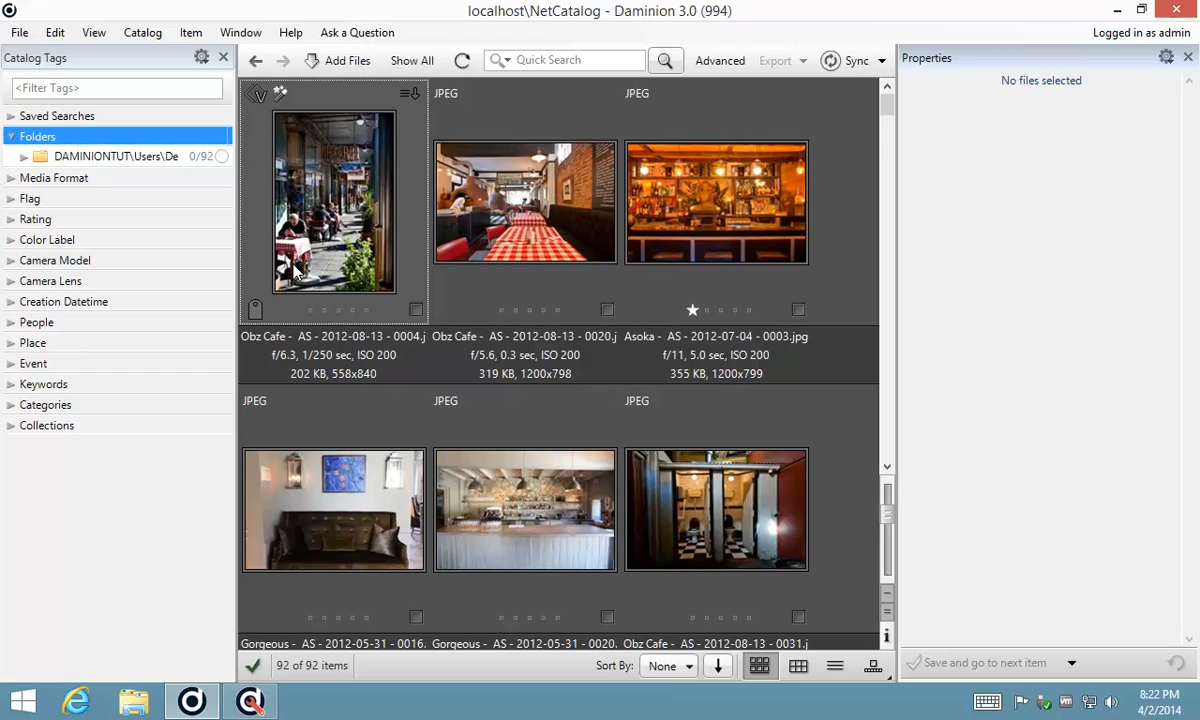 localhost\NetCatalog - Daminion 3.0 (994)
File Edit View Catalog Item Window Help Ask a Question
Logged in as admin
Catalog Tags
<Filter Tags>
Saved Searches
Folders
DAMINIONTUT\Users\De 0/92
Media Format
Flag
Rating
Color Label
Camera Model
Camera Lens
Creation Datetime
People
Place
Event
Keywords
Categories
Collections
Add Files Show All Quick Search Advanced Export Sync
JPEG JPEG
Obz Cafe - AS - 2012-08-13 - 0004.j Obz Cafe - AS - 2012-08-13 - 0020.j Asoka - AS - 2012-07-04 - 0003.jpg
f/6.3, 1/250 sec, ISO 200 f/5.6, 0.3 sec, ISO 200 f/11, 5.0 sec, ISO 200
202 KB, 558x840 319 KB, 1200x798 355 KB, 1200x799
JPEG JPEG JPEG
Gorgeous - AS - 2012-05-31 - 0016. Gorgeous - AS - 2012-05-31 - 0020. Obz Cafe - AS - 2012-08-13 - 0031.j
92 of 92 items Sort By: None
Properties
No files selected
Save and go to next item
8:22 PM
4/2/2014